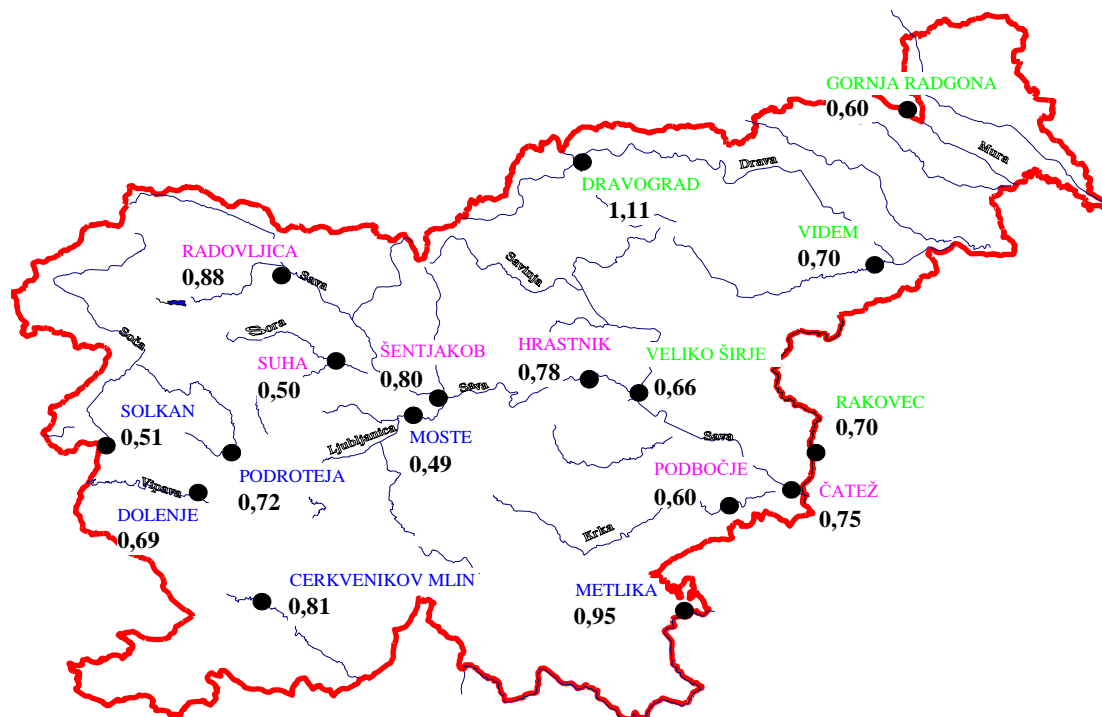 GORNJA RADGONA
0,60
Mura
Drava
DRAVOGRAD
1,11
VIDEM
0,70
RADOVLJICA
0,88
Sava
Savinja
Soča
Sora
SUHA
0,50
ŠENTJAKOB
0,80
Sava
HRASTNIK
0,78
VELIKO ŠIRJE
0,66
SOLKAN
0,51
Ljubljanica
MOSTE
0,49
Sava
RAKOVEC
0,70
PODROTEJA
0,72
Vipava
DOLENJE
0,69
PODBOČJE
0,60
ČATEŽ
0,75
Krka
CERKVENIKOV MLIN
0,81
METLIKA
0,95